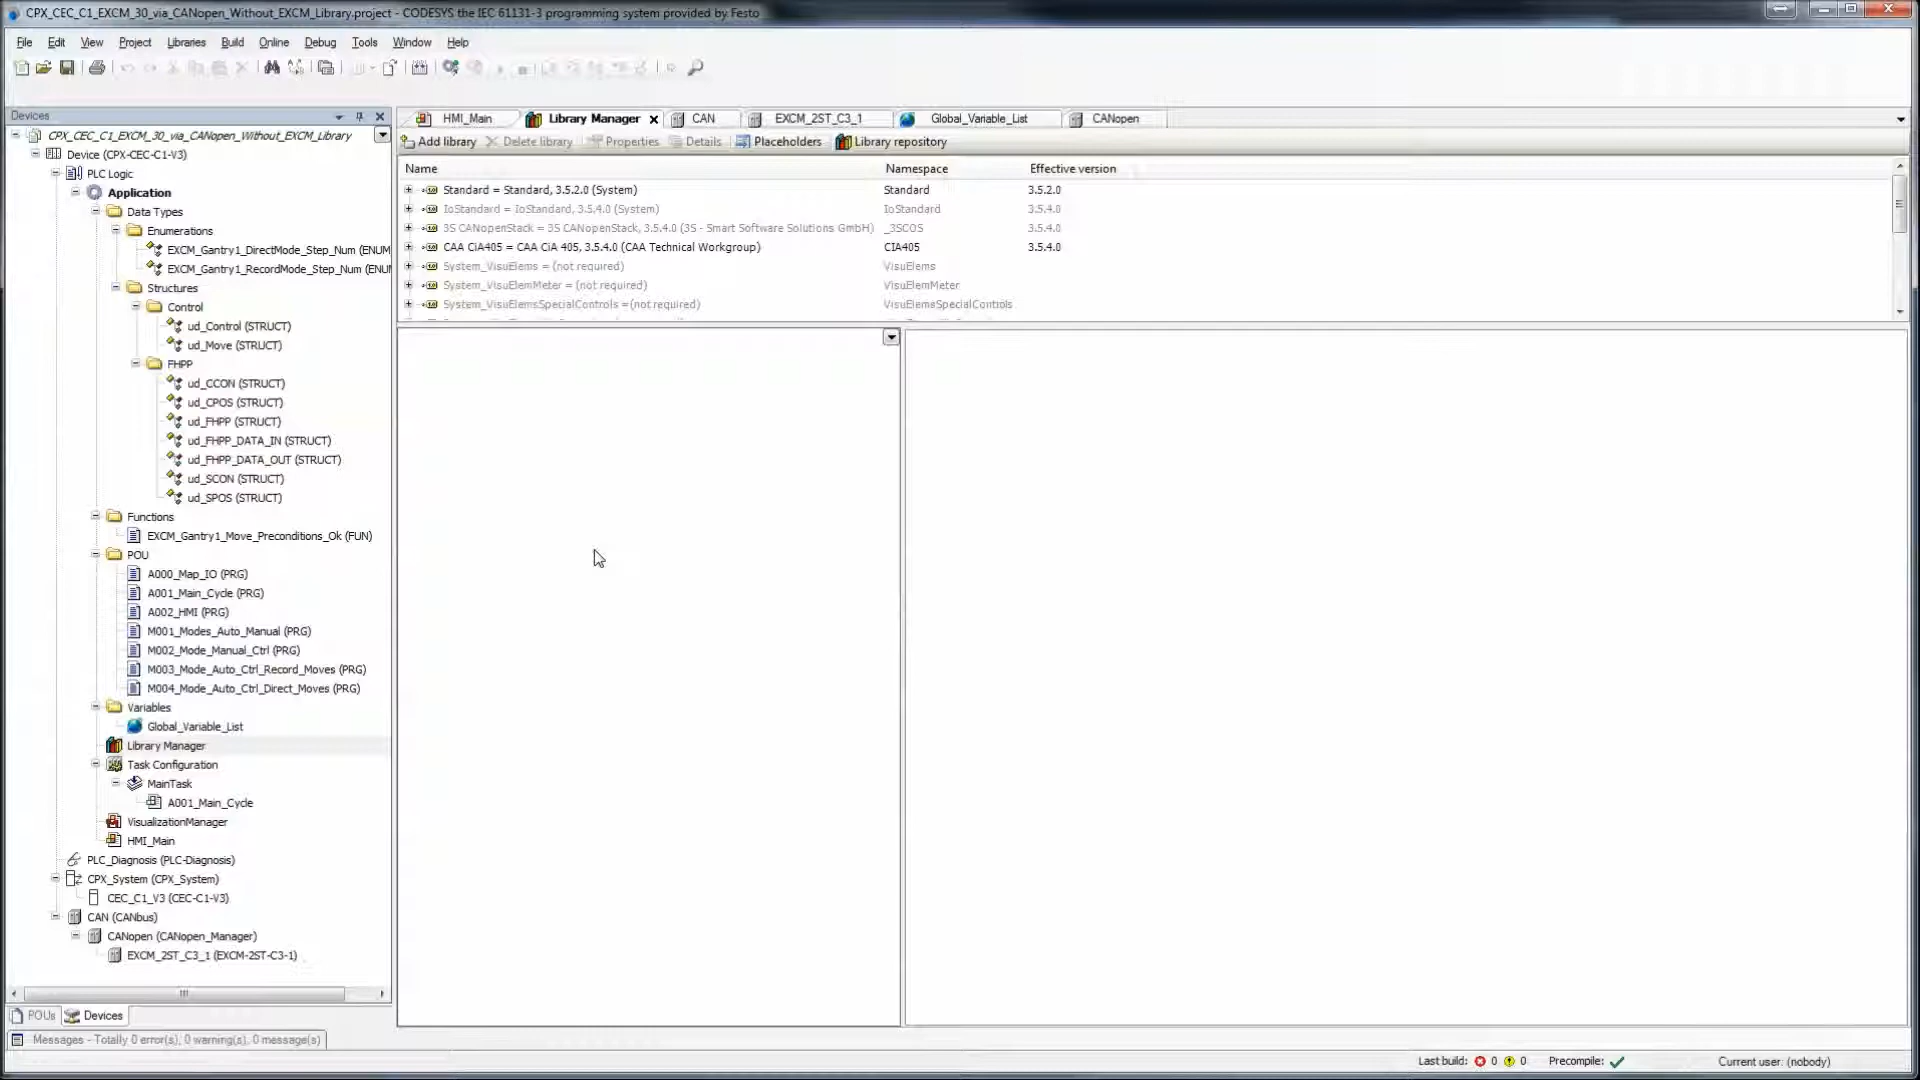 CPX_CEC_C1_EXCM_30_via_CANopen_Without_EXCM_Library.project - CODESYS the IEC 61131-3 programming system provided by Festo
File Edit View Project Libraries Build Online Debug Tools Window Help
Devices
CPX_CEC_C1_EXCM_30_via_CANopen_Without_EXCM_Library
Device (CPX-CEC-C1-V3)
PLC Logic
Application
Data Types
Enumerations
EXCM_Gantry1_DirectMode_Step_Num (ENUM
EXCM_Gantry1_RecordMode_Step_Num (ENU
Structures
Control
ud_Control (STRUCT)
ud_Move (STRUCT)
FHPP
ud_CCON (STRUCT)
ud_CPOS (STRUCT)
ud_FHPP (STRUCT)
ud_FHPP_DATA_IN (STRUCT)
ud_FHPP_DATA_OUT (STRUCT)
ud_SCON (STRUCT)
ud_SPOS (STRUCT)
Functions
EXCM_Gantry1_Move_Preconditions_Ok (FUN)
POU
A000_Map_IO (PRG)
A001_Main_Cycle (PRG)
A002_HMI (PRG)
M001_Modes_Auto_Manual (PRG)
M002_Mode_Manual_Ctrl (PRG)
M003_Mode_Auto_Ctrl_Record_Moves (PRG)
M004_Mode_Auto_Ctrl_Direct_Moves (PRG)
Variables
Global_Variable_List
Library Manager
Task Configuration
MainTask
A001_Main_Cycle
VisualizationManager
HMI_Main
PLC_Diagnosis (PLC-Diagnosis)
CPX_System (CPX_System)
CEC_C1_V3 (CEC-C1-V3)
CAN (CANbus)
CANopen (CANopen_Manager)
EXCM_2ST_C3_1 (EXCM-2ST-C3-1)
POUs Devices
HMI_Main Library Manager CAN EXCM_2ST_C3_1 Global_Variable_List CANopen
Add library Delete library Properties Details Placeholders Library repository
Name Namespace Effective version
Standard = Standard, 3.5.2.0 (System) Standard 3.5.2.0
IoStandard = IoStandard, 3.5.4.0 (System) IoStandard 3.5.4.0
3S CANopenStack = 3S CANopenStack, 3.5.4.0 (3S - Smart Software Solutions GmbH) _3SCOS 3.5.4.0
CAA CiA405 = CAA CiA 405, 3.5.4.0 (CAA Technical Workgroup) CIA405 3.5.4.0
System_VisuElems = (not required) VisuElems
System_VisuElemMeter = (not required) VisuElemMeter
System_VisuElemsSpecialControls = (not required) VisuElemsSpecialControls
Messages - Totally 0 error(s), 0 warning(s), 0 message(s)
Last build: 0 0 Precompile: Current user: (nobody)